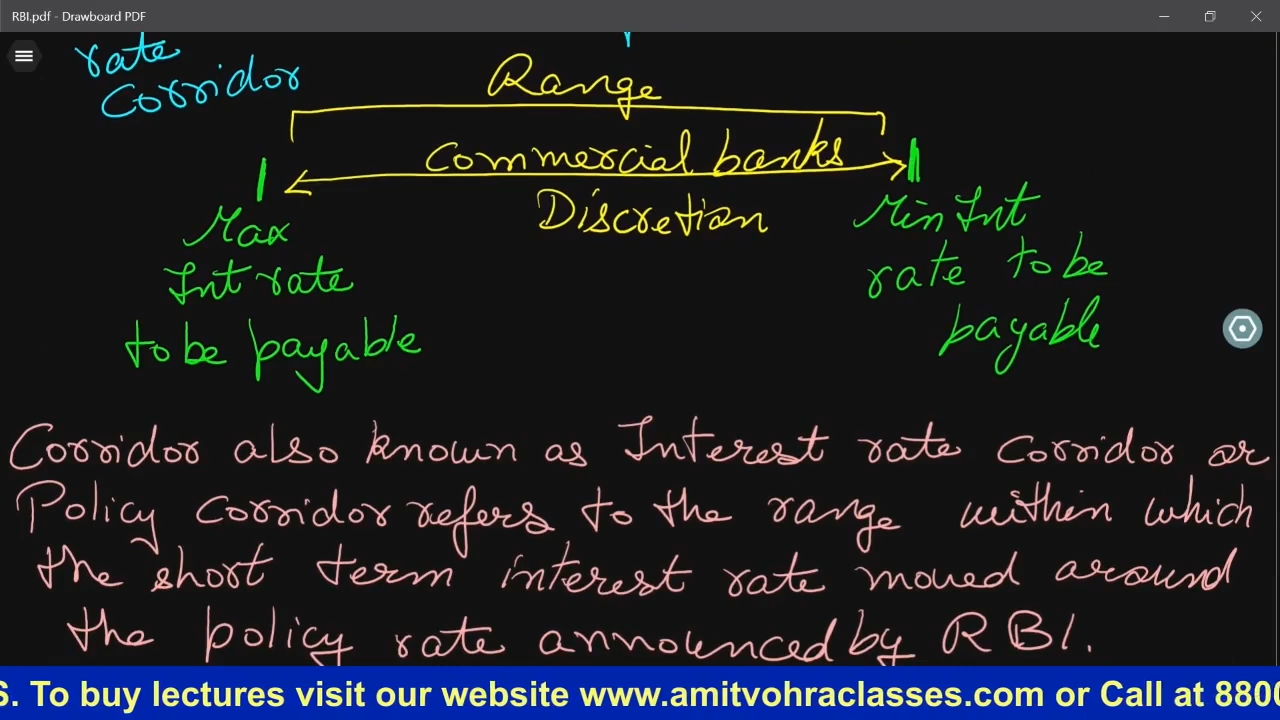 RBI.pdf - Drawboard PDF
rate
Corridor
Range
Commercial banks
Discretion
Max
Int rate
to be payable
Min Int
rate to be
payable
Corridor also known as Interest rate Corridor or
Policy Corridor refers to the range within which
the short term interest rate moved around
the policy rate announced by RBI.
S. To buy lectures visit our website www.amitvohraclasses.com or Call at 8800